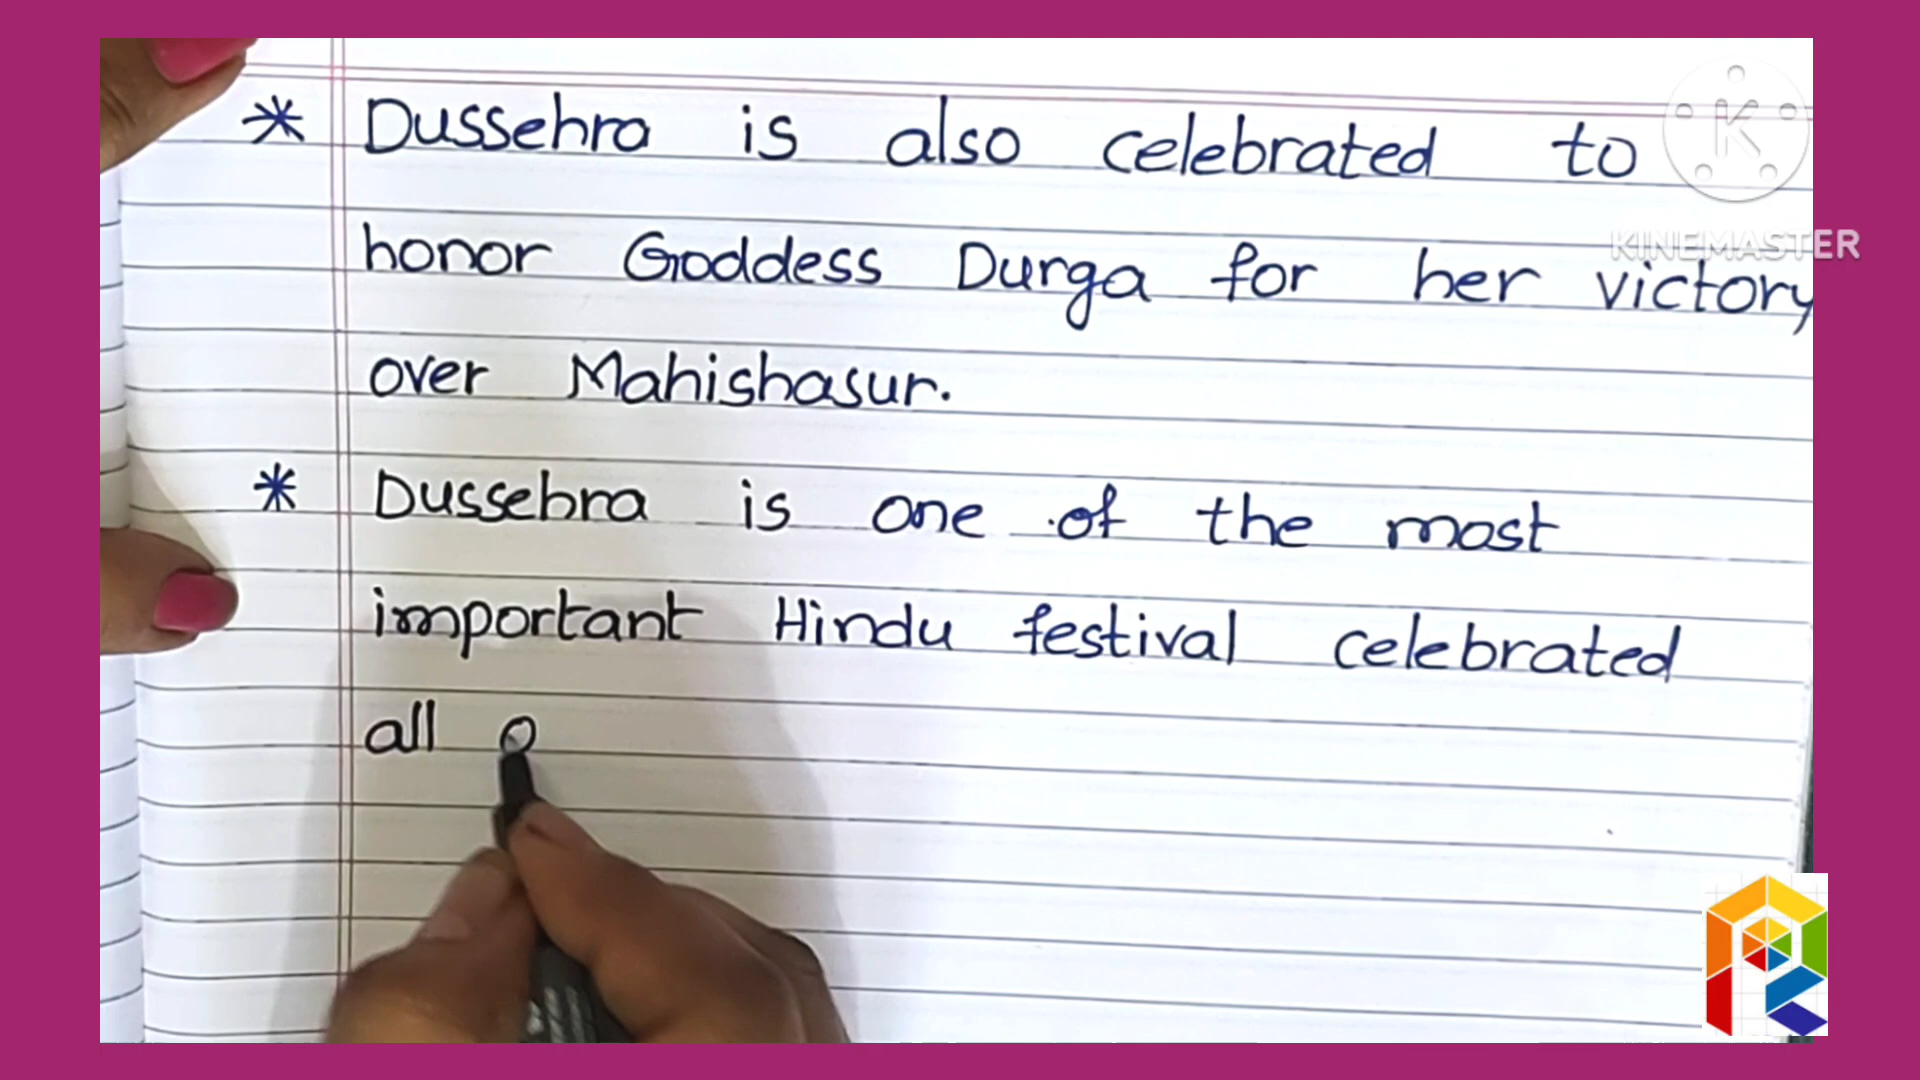 * Dussehra is also celebrated to
honor Goddess Durga for her victory
over Mahishasur.
* Dussehra is one of the most
important Hindu festival celebrated
all o
KINEMASTER